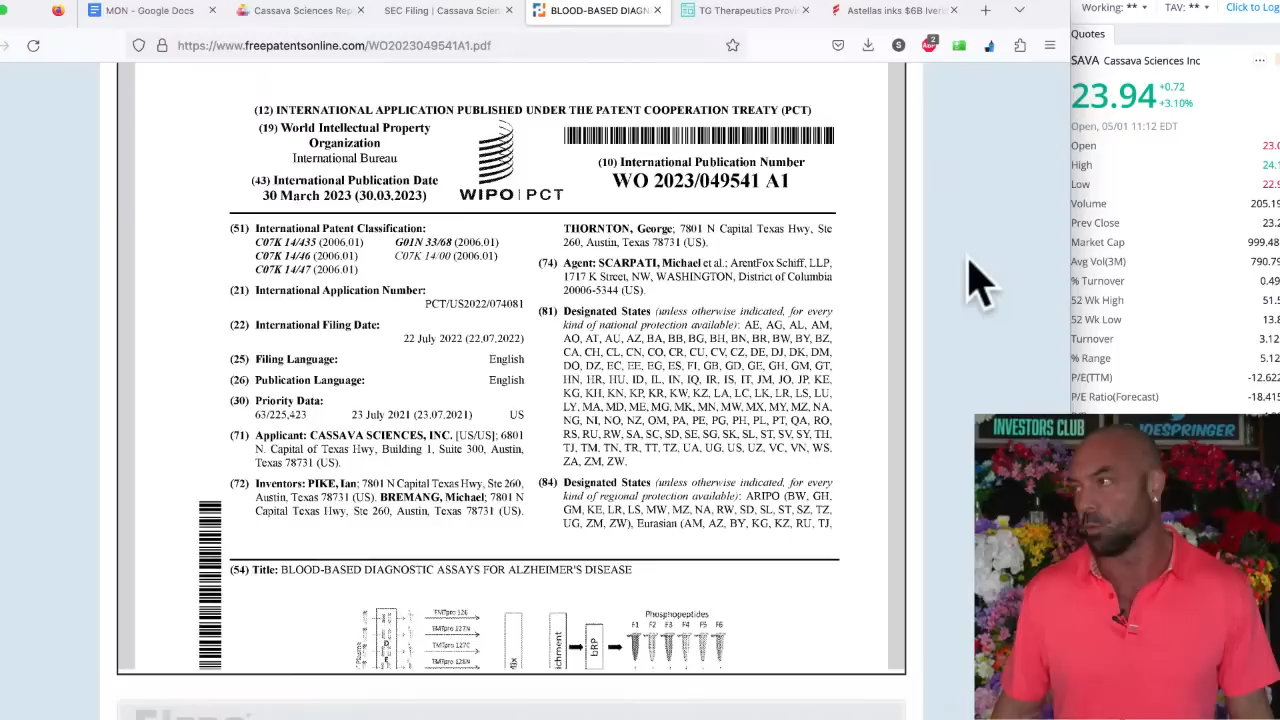 MON - Google Docs
Cassava Sciences Rep
SEC Filing | Cassava Scien
BLOOD-BASED DIAGN
TG Therapeutics Provi
Astellas inks $6B Iveric
Working: ** TAV: ** Click to Log
https://www.freepatentsonline.com/WO2023049541A1.pdf
S
2
Quotes
SAVA Cassava Sciences Inc
23.94 +0.72
+3.10%
Open, 05/01 11:12 EDT
Open 23.0
High 24.1
Low 22.9
Volume 205.19
Prev Close 23.2
Market Cap 999.48
Avg Vol(3M) 790.79
% Turnover 0.49
52 Wk High 51.5
52 Wk Low 13.8
Turnover 3.12
% Range 5.12
P/E(TTM) -12.622
P/E Ratio(Forecast) -18.415
(12) INTERNATIONAL APPLICATION PUBLISHED UNDER THE PATENT COOPERATION TREATY (PCT)
(19) World Intellectual Property
Organization
International Bureau
(43) International Publication Date
30 March 2023 (30.03.2023)
WIPO | PCT
(10) International Publication Number
WO 2023/049541 A1
(51) International Patent Classification:
C07K 14/435 (2006.01) G01N 33/68 (2006.01)
C07K 14/46 (2006.01) C07K 14/00 (2006.01)
C07K 14/47 (2006.01)
(21) International Application Number:
PCT/US2022/074081
(22) International Filing Date:
22 July 2022 (22.07.2022)
(25) Filing Language: English
(26) Publication Language: English
(30) Priority Data:
63/225,423 23 July 2021 (23.07.2021) US
(71) Applicant: CASSAVA SCIENCES, INC. [US/US]; 6801
N. Capital of Texas Hwy, Building 1, Suite 300, Austin,
Texas 78731 (US).
(72) Inventors: PIKE, Ian; 7801 N Capital Texas Hwy, Ste 260,
Austin, Texas 78731 (US). BREMANG, Michael; 7801 N
Capital Texas Hwy, Ste 260, Austin, Texas 78731 (US).
THORNTON, George; 7801 N Capital Texas Hwy, Ste
260, Austin, Texas 78731 (US).
(74) Agent: SCARPATI, Michael et al.; ArentFox Schiff, LLP,
1717 K Street, NW, WASHINGTON, District of Columbia
20006-5344 (US).
(81) Designated States (unless otherwise indicated, for every
kind of national protection available): AE, AG, AL, AM,
AO, AT, AU, AZ, BA, BB, BG, BH, BN, BR, BW, BY, BZ,
CA, CH, CL, CN, CO, CR, CU, CV, CZ, DE, DJ, DK, DM,
DO, DZ, EC, EE, EG, ES, FI, GB, GD, GE, GH, GM, GT,
HN, HR, HU, ID, IL, IN, IQ, IR, IS, IT, JM, JO, JP, KE,
KG, KH, KN, KP, KR, KW, KZ, LA, LC, LK, LR, LS, LU,
LY, MA, MD, ME, MG, MK, MN, MW, MX, MY, MZ, NA,
NG, NI, NO, NZ, OM, PA, PE, PG, PH, PL, PT, QA, RO,
RS, RU, RW, SA, SC, SD, SE, SG, SK, SL, ST, SV, SY, TH,
TJ, TM, TN, TR, TT, TZ, UA, UG, US, UZ, VC, VN, WS,
ZA, ZM, ZW.
(84) Designated States (unless otherwise indicated, for every
kind of regional protection available): ARIPO (BW, GH,
GM, KE, LR, LS, MW, MZ, NA, RW, SD, SL, ST, SZ, TZ,
UG, ZM, ZW), Eurasian (AM, AZ, BY, KG, KZ, RU, TJ,
(54) Title: BLOOD-BASED DIAGNOSTIC ASSAYS FOR ALZHEIMER'S DISEASE
TMTpro 126
TMTpro 127N
TMTpro 127C
TMTpro 128N
Mix
ichment
bRP
Phosphopeptides
F1 F2 F3 F4 F5 F6
INVESTORS CLUB
JOESPRINGER